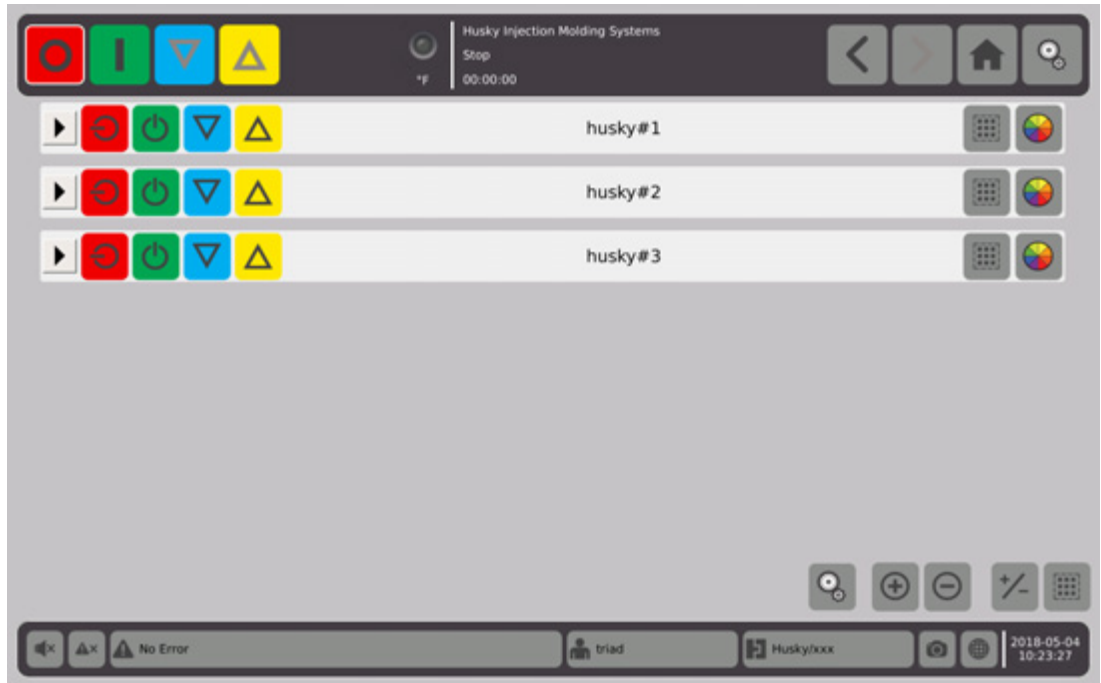 Husky Injection Molding Systems
Stop
°F
00:00:00
husky#1
husky#2
husky#3
+/-
No Error
triad
Husky/xxx
2018-05-04
10:23:27